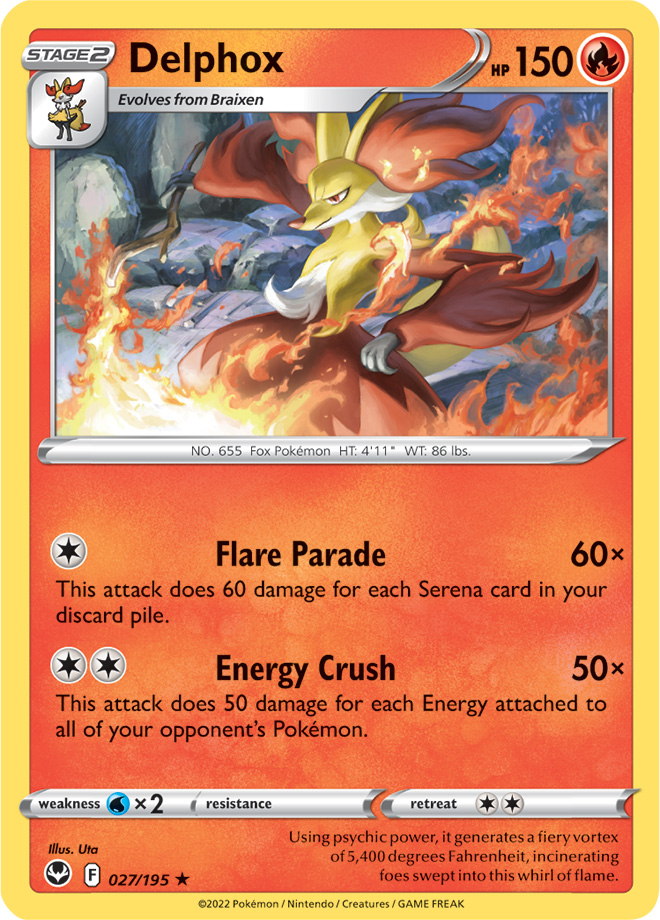 STAGE 2
Delphox
HP 150
Evolves from Braixen
NO. 655 Fox Pokémon HT: 4'11" WT: 86 lbs.
Flare Parade 60×
This attack does 60 damage for each Serena card in your
discard pile.
Energy Crush 50×
This attack does 50 damage for each Energy attached to
all of your opponent's Pokémon.
weakness ×2 resistance retreat
Illus. Uta
Using psychic power, it generates a fiery vortex
of 5,400 degrees Fahrenheit, incinerating
foes swept into this whirl of flame.
F 027/195 ★
©2022 Pokémon / Nintendo / Creatures / GAME FREAK